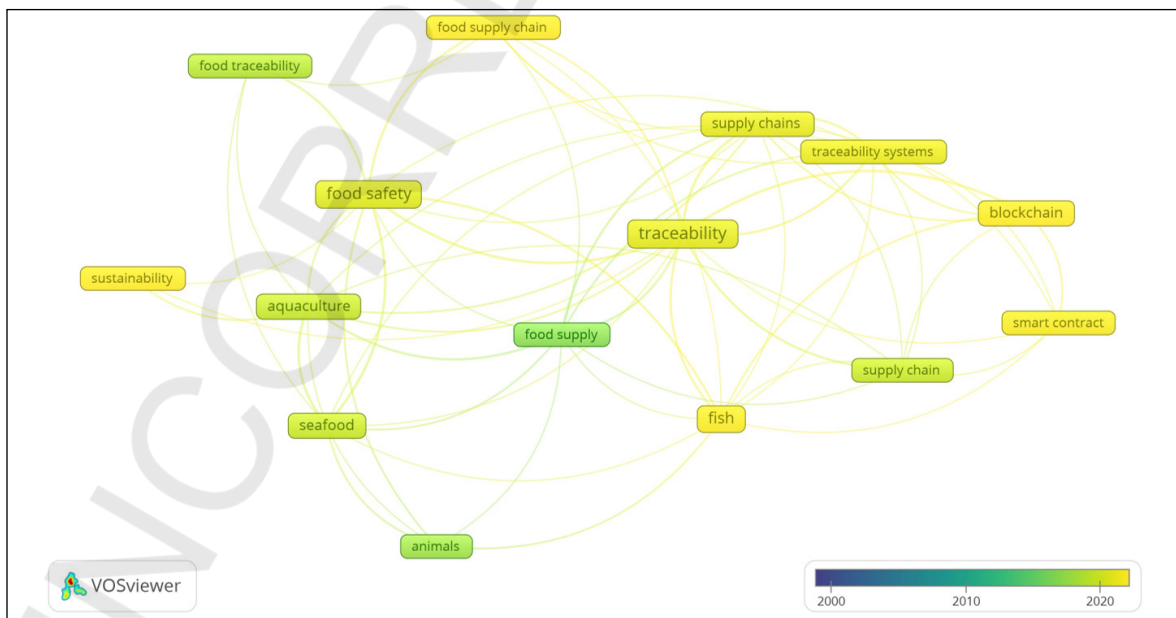 food supply chain
food traceability
supply chains
traceability systems
food safety
blockchain
traceability
sustainability
aquaculture
smart contract
food supply
supply chain
fish
seafood
animals
VOSviewer
2000 2010 2020